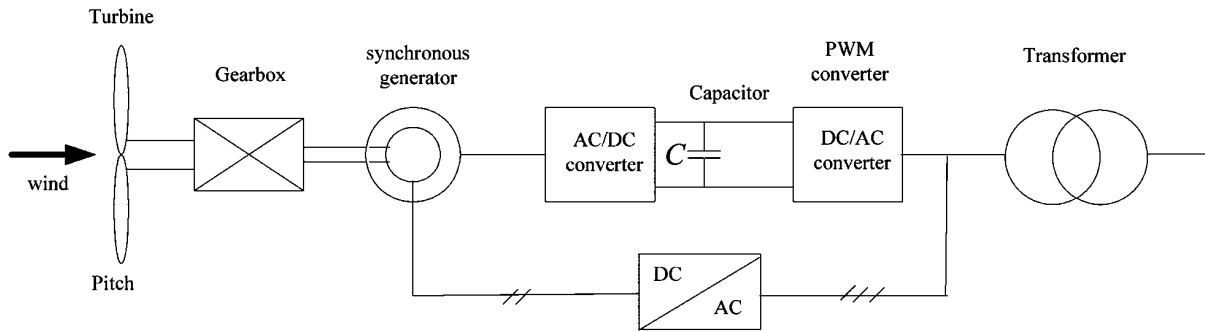 Turbine
Gearbox
synchronous
generator
Capacitor
PWM
converter
Transformer
wind
AC/DC
converter
C
DC/AC
converter
Pitch
DC
AC